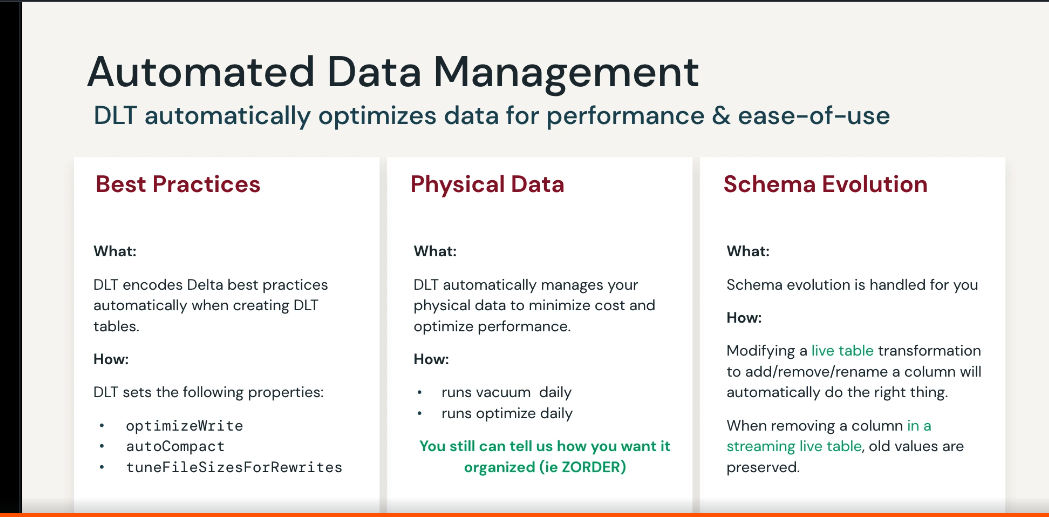 Automated Data Management
DLT automatically optimizes data for performance & ease-of-use
Best Practices
What:
DLT encodes Delta best practices
automatically when creating DLT
tables.
How:
DLT sets the following properties:
• optimizeWrite
• autoCompact
• tuneFileSizesForRewrites
Physical Data
What:
DLT automatically manages your
physical data to minimize cost and
optimize performance.
How:
• runs vacuum daily
• runs optimize daily
You still can tell us how you want it
organized (ie ZORDER)
Schema Evolution
What:
Schema evolution is handled for you
How:
Modifying a live table transformation
to add/remove/rename a column will
automatically do the right thing.
When removing a column in a
streaming live table, old values are
preserved.